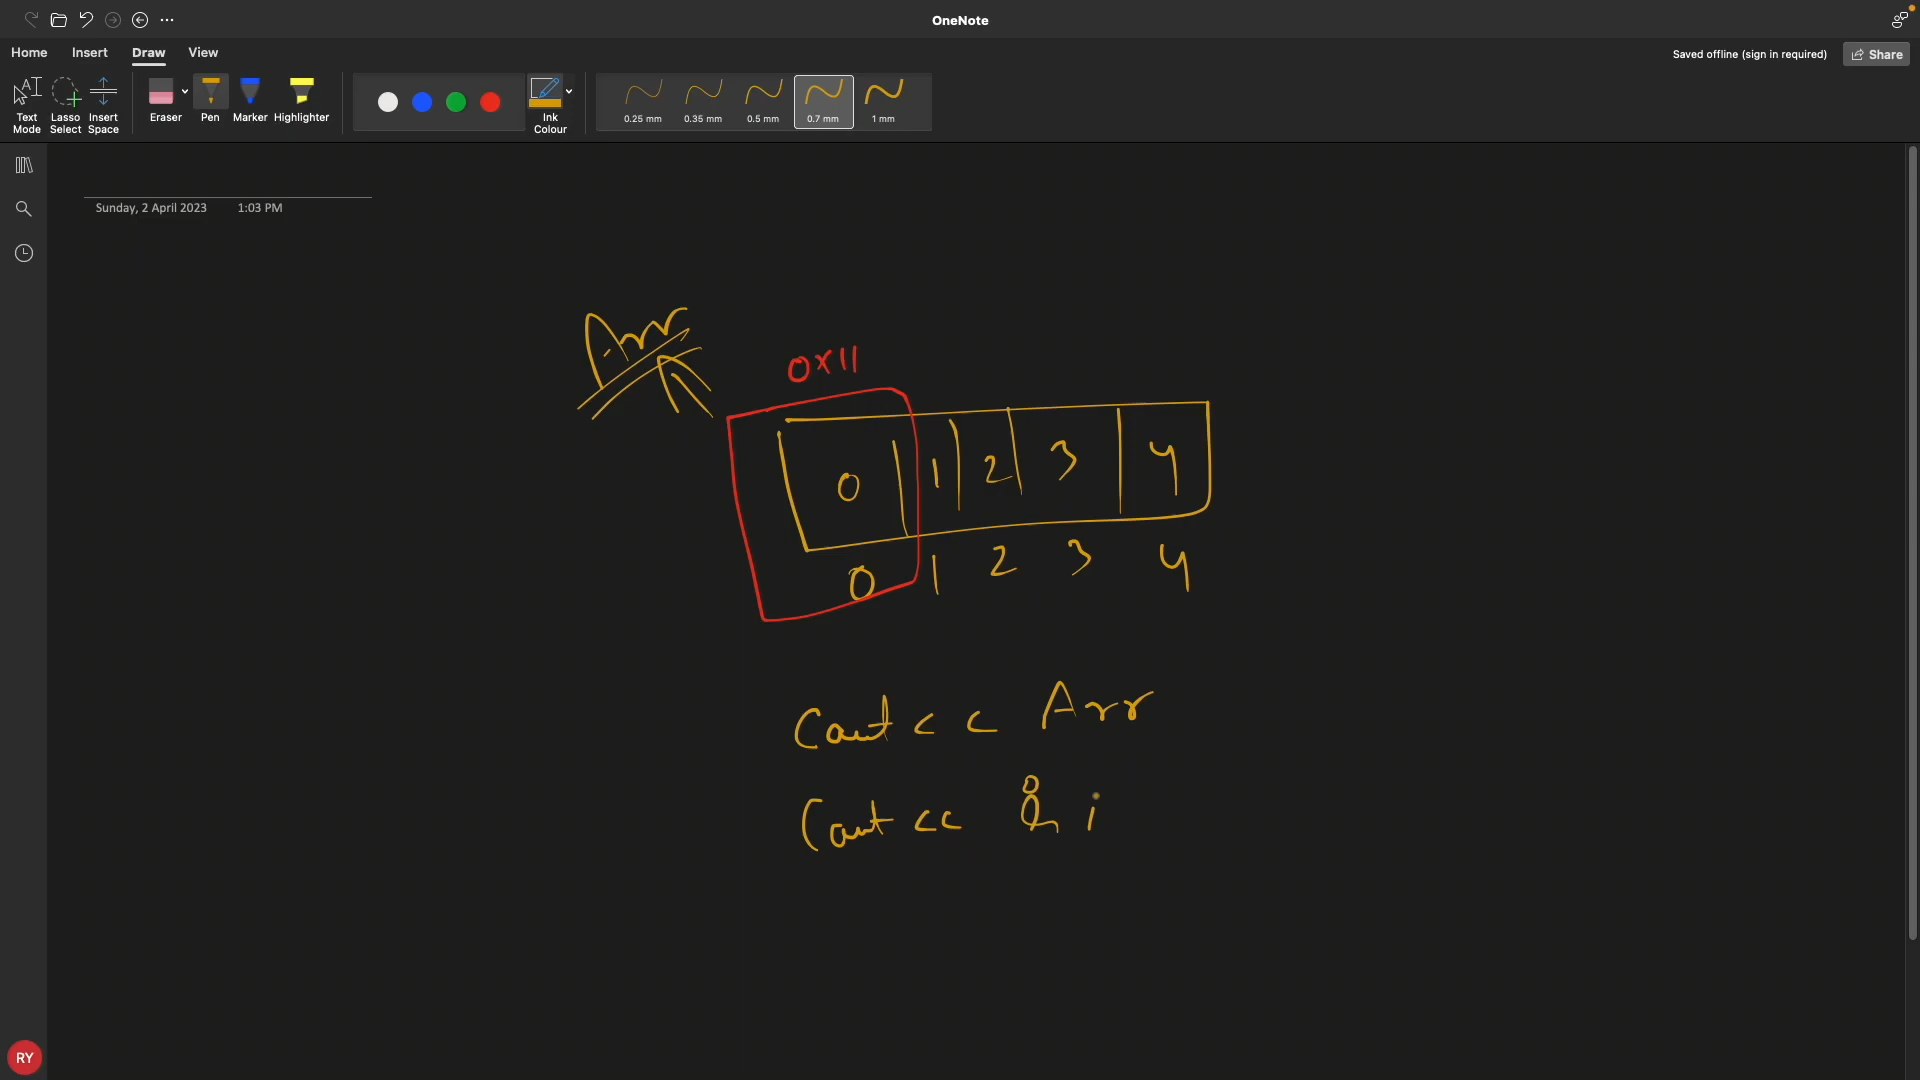 OneNote
Home Insert Draw View
Saved offline (sign in required) Share
Text Mode
Lasso Select
Insert Space
Eraser Pen Marker Highlighter
Ink Colour
0.25 mm 0.35 mm 0.5 mm 0.7 mm 1 mm
Sunday, 2 April 2023 1:03 PM
Arr
0x11
0 1 2 3 4
0 1 2 3 4
Cout << Arr
Cout << & i
RY